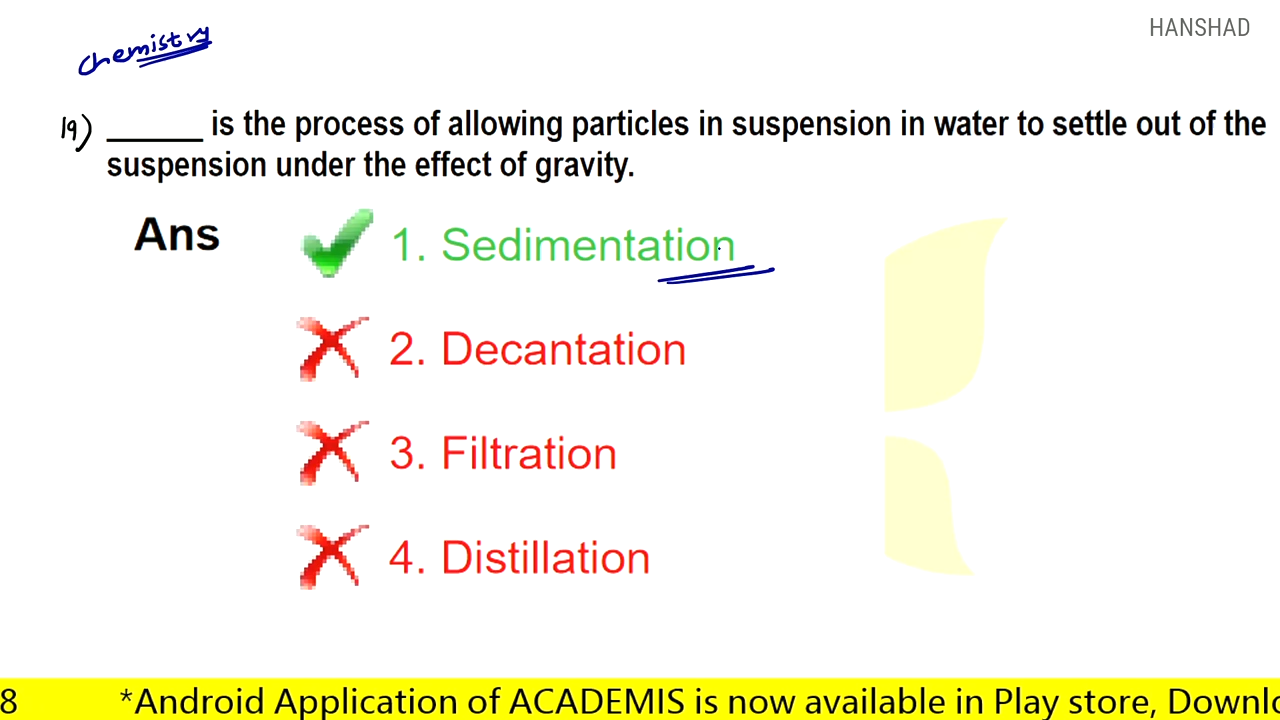 HANSHAD
Chemistry
19) ______ is the process of allowing particles in suspension in water to settle out of the
suspension under the effect of gravity.
Ans
1. Sedimentation
2. Decantation
3. Filtration
4. Distillation
8 *Android Application of ACADEMIS is now available in Play store, Downlo